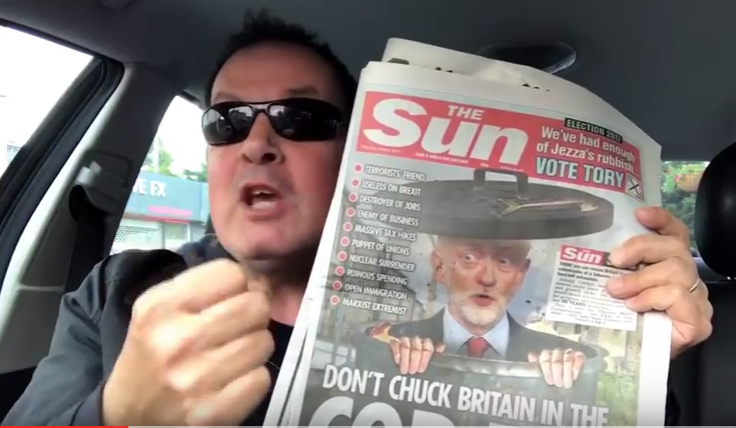 E FX
THE
Sun
ELECTION 2017
We've had enough
of Jezza's rubbish
VOTE TORY
TERRORISTS' FRIEND
USELESS ON BREXIT
DESTROYER OF JOBS
ENEMY OF BUSINESS
MASSIVE TAX HIKES
PUPPET OF UNIONS
NUCLEAR SURRENDER
RUINOUS SPENDING
OPEN IMMIGRATION
MARXIST EXTREMIST
Sun
DON'T CHUCK BRITAIN IN THE